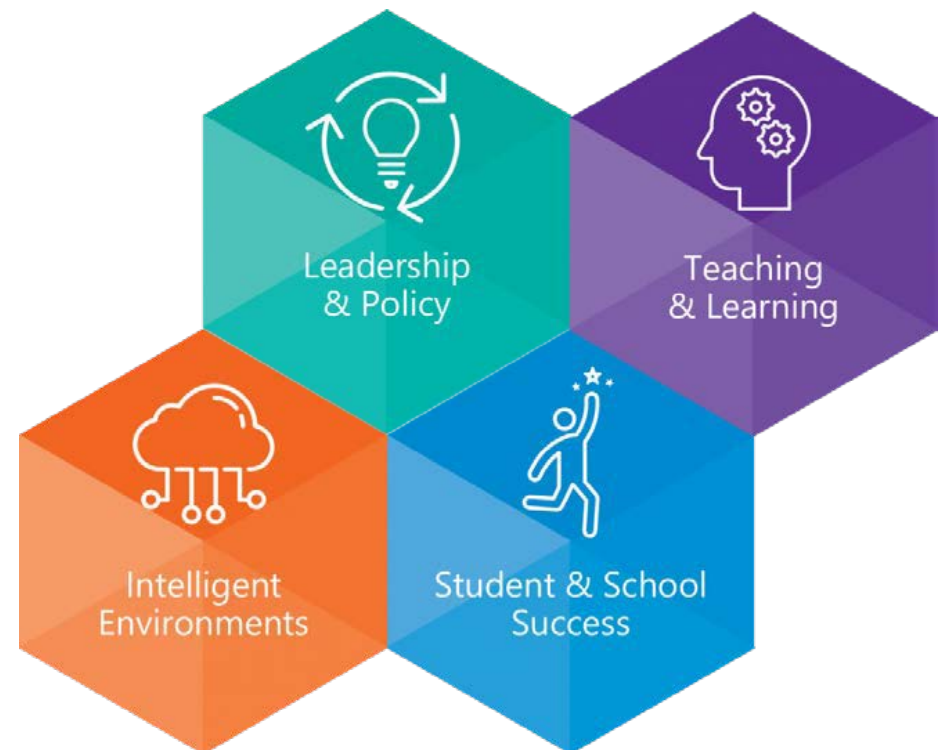 Leadership
& Policy
Teaching
& Learning
Intelligent
Environments
Student & School
Success